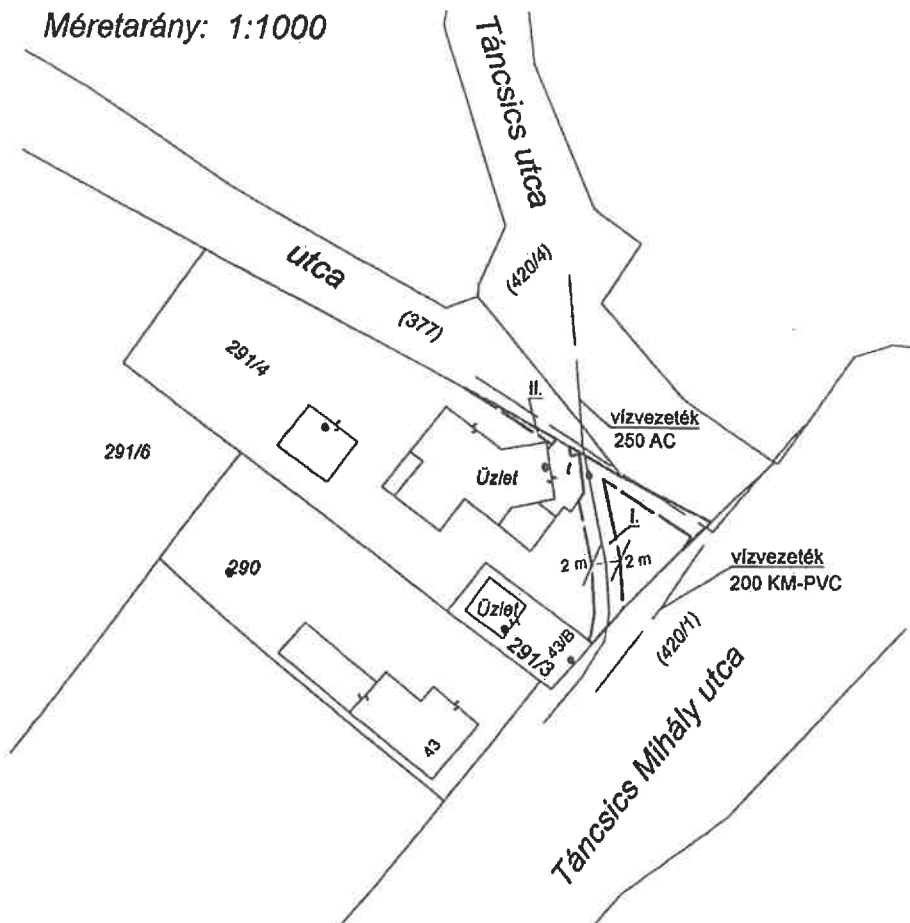 Méretarány: 1:1000
Táncsics utca
(420/4)
utca
(377)
291/4
II.
vízvezeték
250 AC
291/6
Üzlet
t
I.
2 m
2 m
vízvezeték
200 KM-PVC
290
Üzlet
43/B
291/3
(420/1)
Táncsics Mihály utca
43